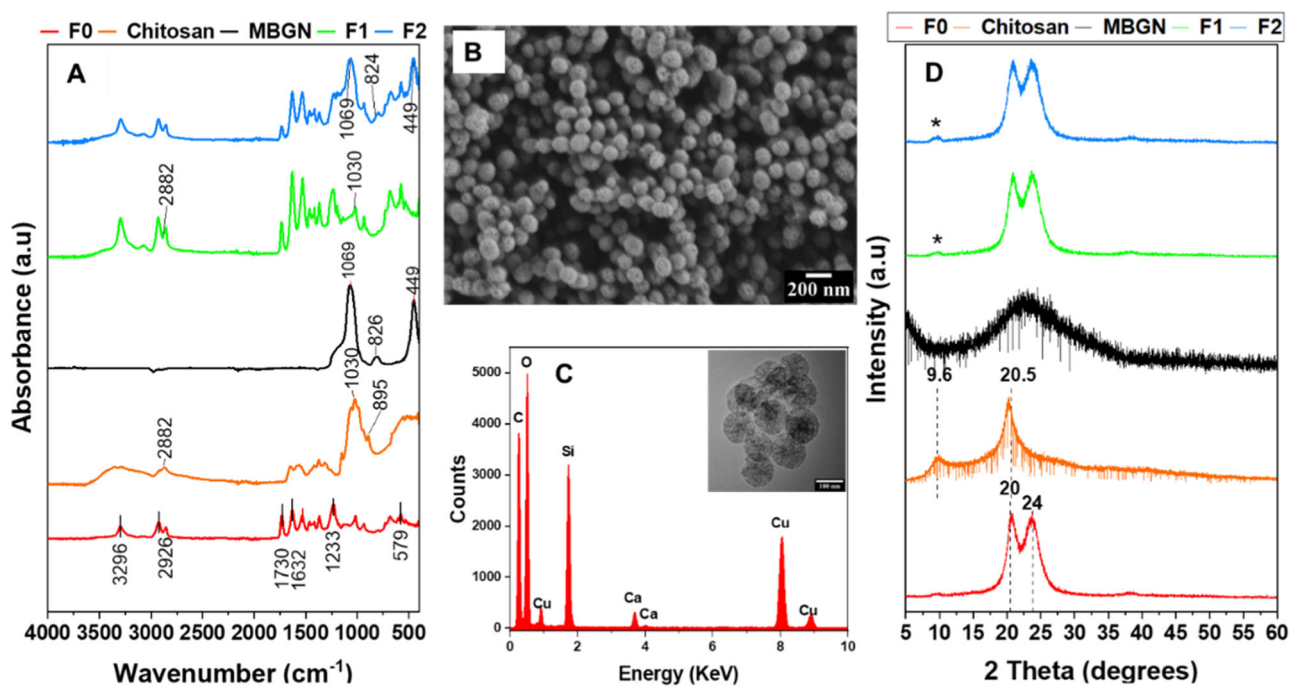 F0 Chitosan MBGN F1 F2
A
1069
824
449
2882
1030
1069
826
449
2882
1030
895
3296
2926
1730
1632
1233
579
4000 3500 3000 2500 2000 1500 1000 500
Wavenumber (cm-1)
Absorbance (a.u)
B
200 nm
C
5000
4000
3000
2000
1000
0
C
O
Cu
Si
Ca
Ca
Cu
Cu
100 nm
0 2 4 6 8 10
Energy (KeV)
Counts
F0 Chitosan MBGN F1 F2
D
*
*
9.6 20.5
20
24
5 10 15 20 25 30 35 40 45 50 55 60
2 Theta (degrees)
Intensity (a.u)